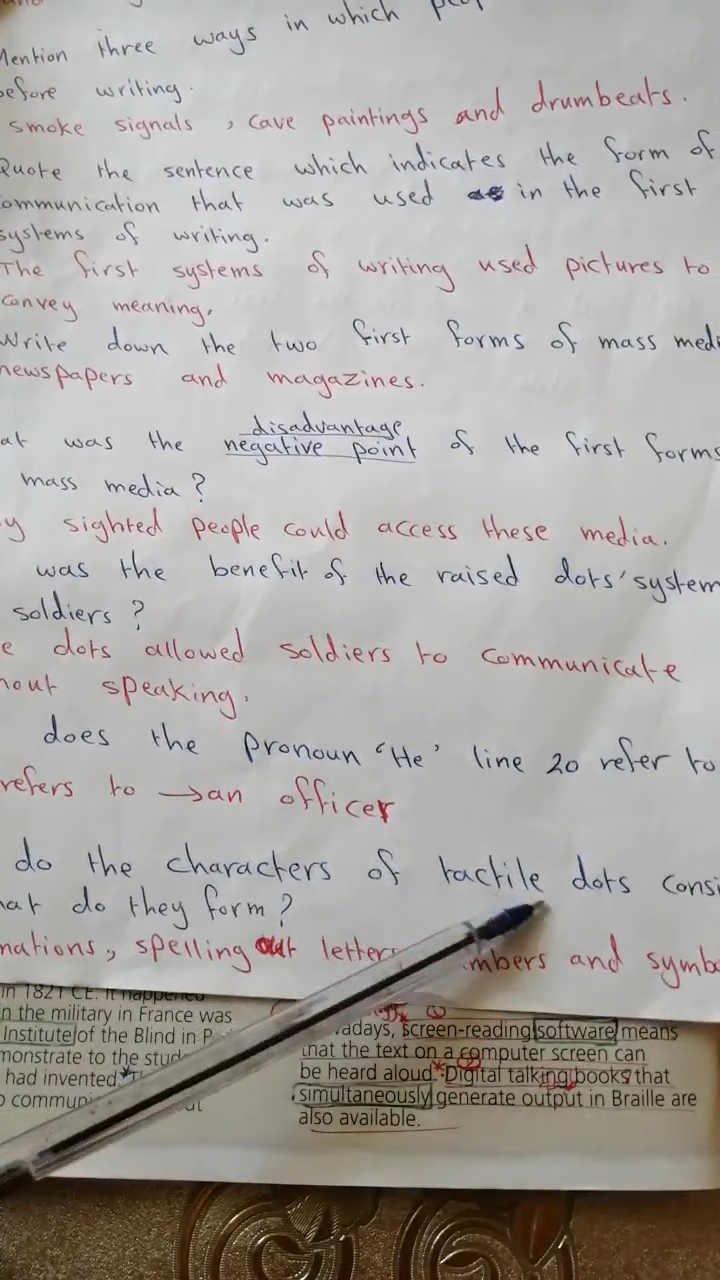 Mention three ways in which
before writing.
smoke signals, cave paintings and drumbeats.
Quote the sentence which indicates the form of
communication that was used in the first
systems of writing.
The first systems of writing used pictures to
convey meaning.
Write down the two first forms of mass medi
newspapers and magazines.
disadvantage
at was the negative point of the first forms
mass media?
y sighted people could access these media.
was the benefit of the raised dots' system
soldiers?
e dots allowed soldiers to communicate
hout speaking.
does the pronoun 'He' line 20 refer to
refers to →an officer
do the characters of tactile dots consi
hat do they form?
nations, spelling out letter mbers and symb
in 1821 CE. It happened
n the military in France was
Institute of the Blind in P
monstrate to the stud
had invented.
o communi
adays, screen-reading software means
that the text on a computer screen can
be heard aloud. Digital talking books that
simultaneously generate output in Braille are
also available.